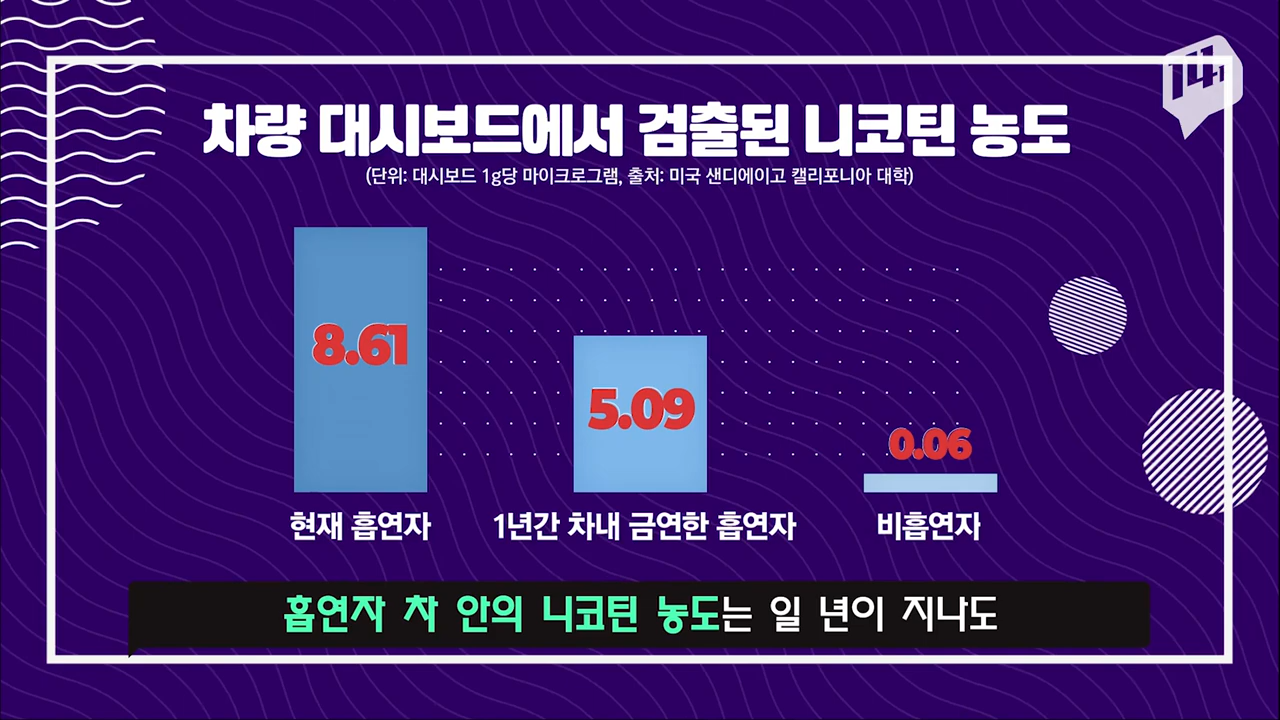 14
차량 대시보드에서 검출된 니코틴 농도
(단위: 대시보드 1g당 마이크로그램, 출처: 미국 샌디에이고 캘리포니아 대학)
8.61
5.09
0.06
현재 흡연자
1년간 차내 금연한 흡연자
비흡연자
흡연자 차 안의 니코틴 농도는 일 년이 지나도